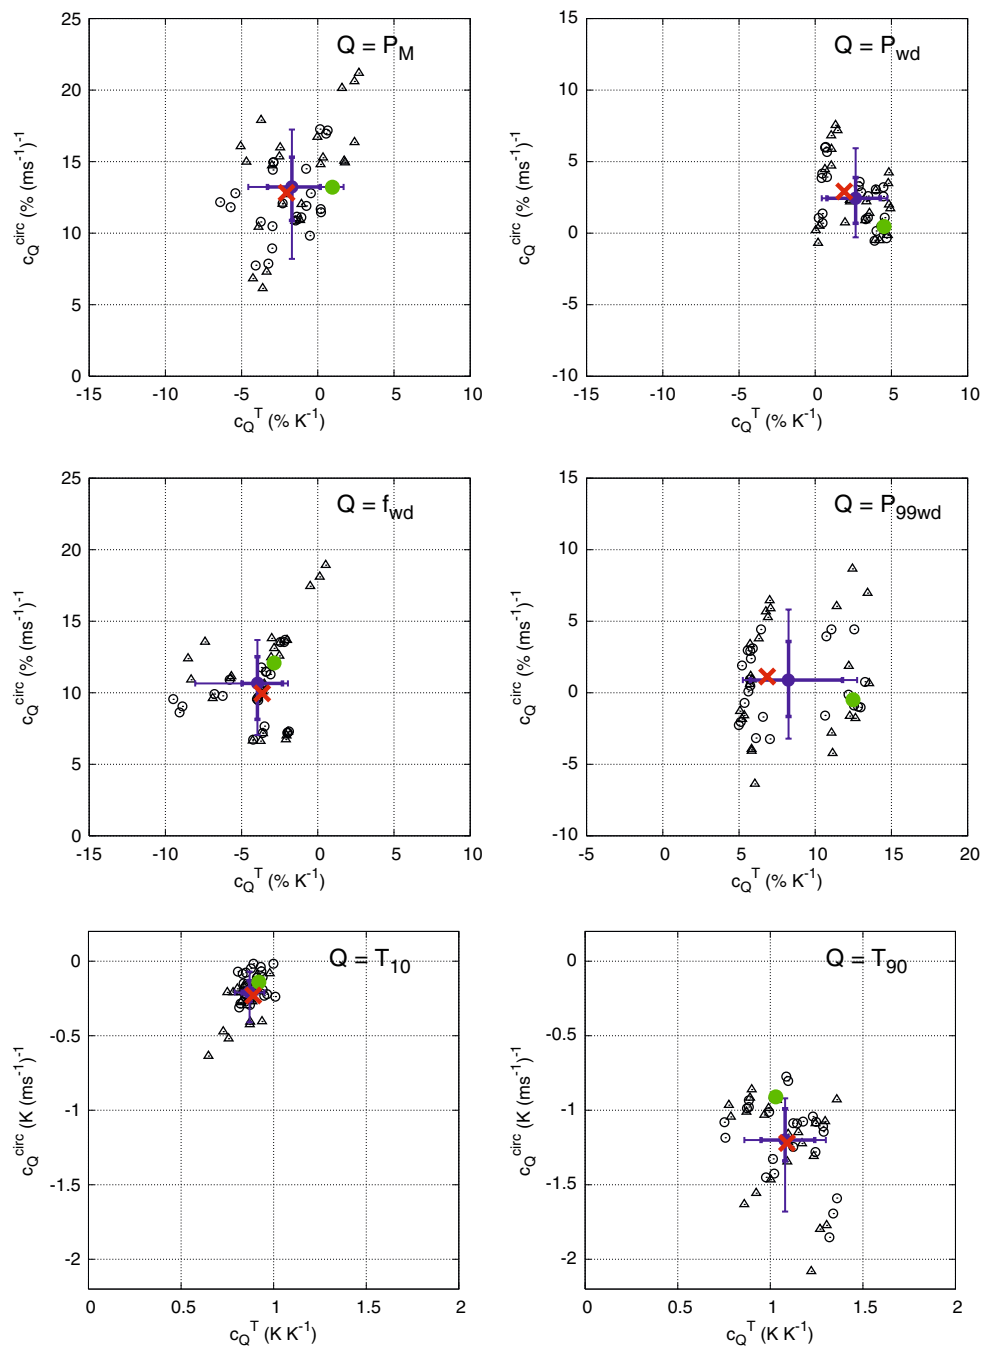 25
20
15
10
5
0
-15 -10 -5 0 5 10
c_Q^circ (% (ms^-1)^-1
c_Q^T (% K^-1)
Q = P_M
15
10
5
0
-5
-10
-15 -10 -5 0 5 10
c_Q^circ (% (ms^-1)^-1
c_Q^T (% K^-1)
Q = P_wd
25
20
15
10
5
0
-15 -10 -5 0 5 10
c_Q^circ (% (ms^-1)^-1
c_Q^T (% K^-1)
Q = f_wd
15
10
5
0
-5
-10
-5 0 5 10 15 20
c_Q^circ (% (ms^-1)^-1
c_Q^T (% K^-1)
Q = P_99wd
0
-0.5
-1
-1.5
-2
0 0.5 1 1.5 2
c_Q^circ (K (ms^-1)^-1
c_Q^T (K K^-1)
Q = T_10
0
-0.5
-1
-1.5
-2
0 0.5 1 1.5 2
c_Q^circ (K (ms^-1)^-1
c_Q^T (K K^-1)
Q = T_90